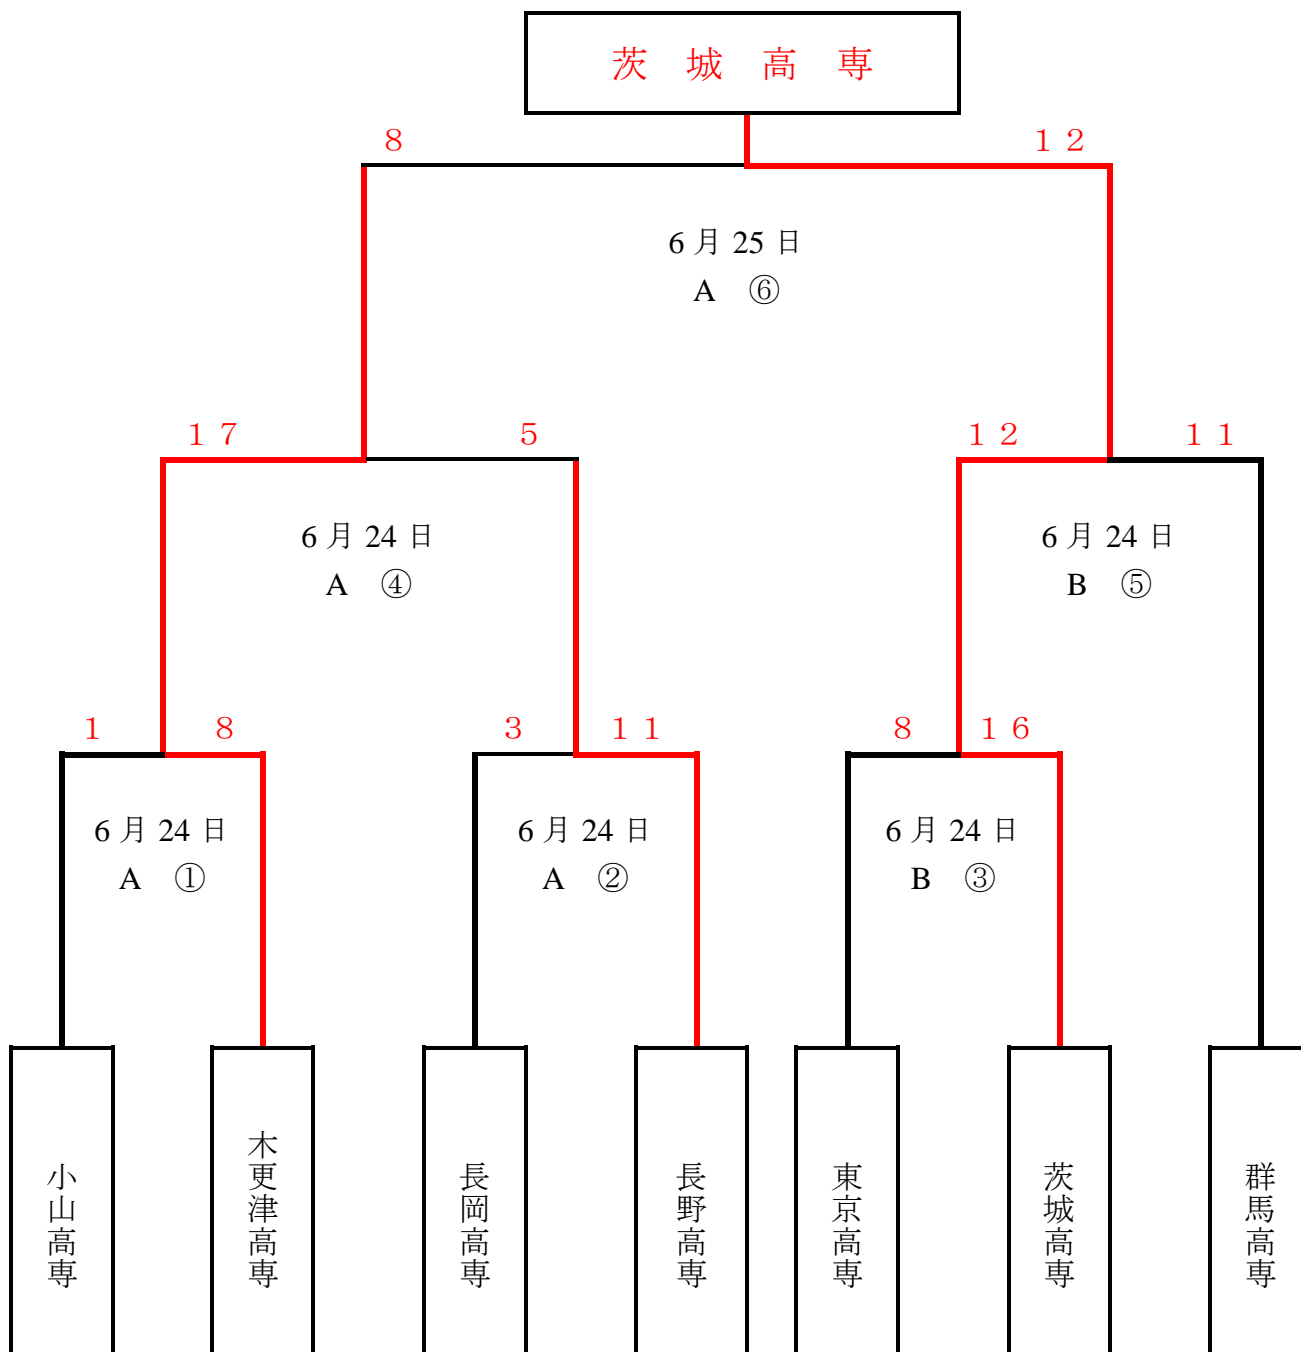 茨　城　高　専
８　１２
6 月 25 日
A　⑥
１７　５　１２　１１
6 月 24 日　6 月 24 日
A　④　B　⑤
１　８　３　１１　８　１６
6 月 24 日　6 月 24 日　6 月 24 日
A　①　A　②　B　③
小山高専
木更津高専
長岡高専
長野高専
東京高専
茨城高専
群馬高専